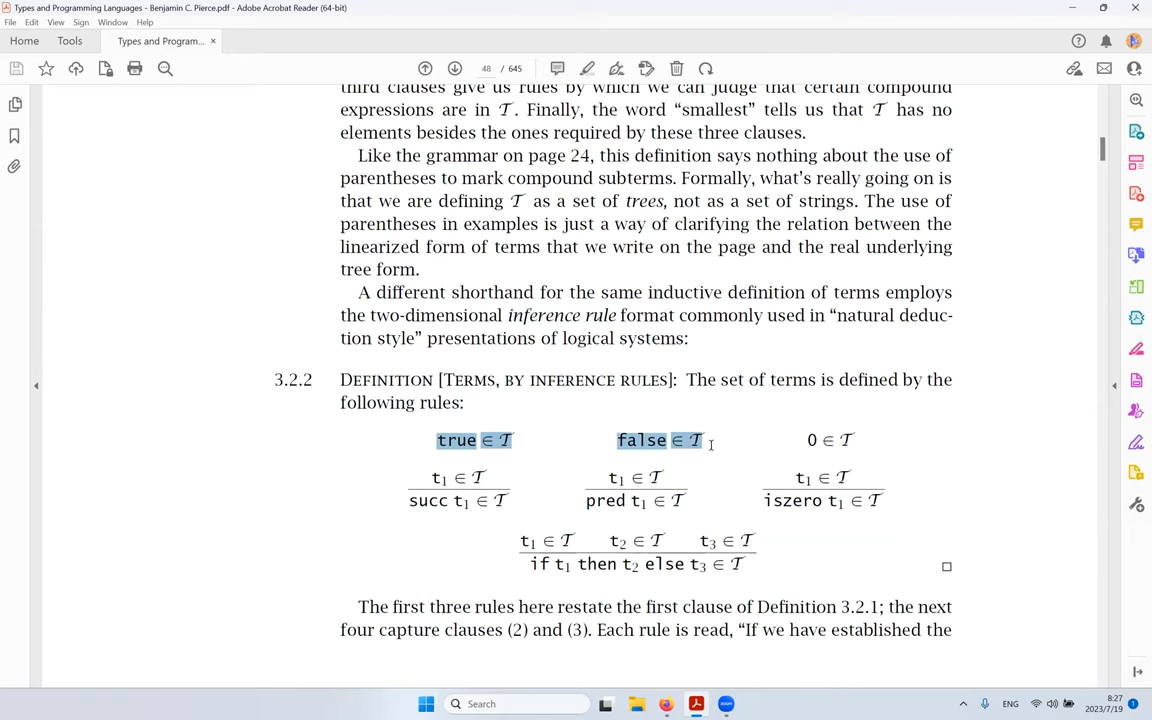 Types and Programming Languages - Benjamin C. Pierce.pdf - Adobe Acrobat Reader (64-bit)
File Edit View Sign Window Help
Home Tools Types and Program... ×
48 / 645
third clauses give us rules by which we can judge that certain compound
expressions are in 𝒯. Finally, the word “smallest” tells us that 𝒯 has no
elements besides the ones required by these three clauses.
Like the grammar on page 24, this definition says nothing about the use of
parentheses to mark compound subterms. Formally, what’s really going on is
that we are defining 𝒯 as a set of trees, not as a set of strings. The use of
parentheses in examples is just a way of clarifying the relation between the
linearized form of terms that we write on the page and the real underlying
tree form.
A different shorthand for the same inductive definition of terms employs
the two-dimensional inference rule format commonly used in “natural deduc-
tion style” presentations of logical systems:
3.2.2 DEFINITION [TERMS, BY INFERENCE RULES]: The set of terms is defined by the
following rules:
true ∈ 𝒯 false ∈ 𝒯 0 ∈ 𝒯
t₁ ∈ 𝒯 t₁ ∈ 𝒯 t₁ ∈ 𝒯
succ t₁ ∈ 𝒯 pred t₁ ∈ 𝒯 iszero t₁ ∈ 𝒯
t₁ ∈ 𝒯 t₂ ∈ 𝒯 t₃ ∈ 𝒯
if t₁ then t₂ else t₃ ∈ 𝒯
□
The first three rules here restate the first clause of Definition 3.2.1; the next
four capture clauses (2) and (3). Each rule is read, “If we have established the
Search
ENG
8:27
2023/7/19
1